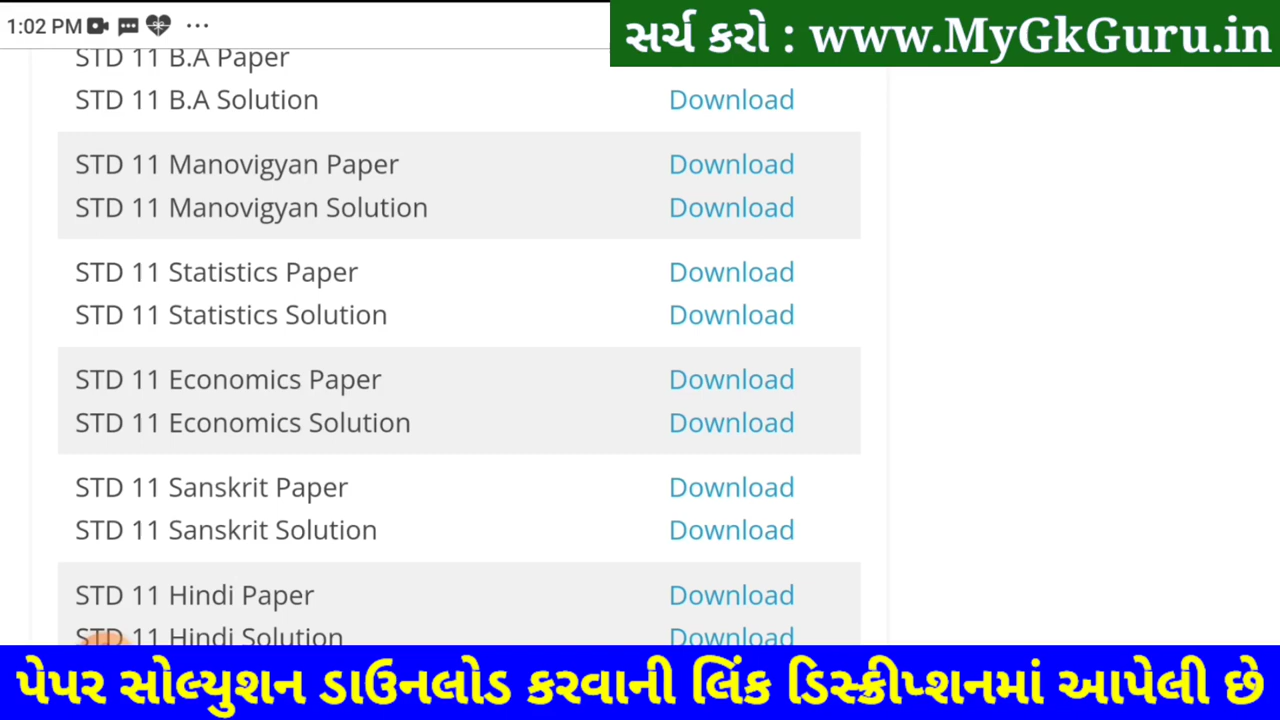 1:02 PM ...
સર્ચ કરો : www.MyGkGuru.in
STD 11 B.A Paper
STD 11 B.A Solution Download
STD 11 Manovigyan Paper Download
STD 11 Manovigyan Solution Download
STD 11 Statistics Paper Download
STD 11 Statistics Solution Download
STD 11 Economics Paper Download
STD 11 Economics Solution Download
STD 11 Sanskrit Paper Download
STD 11 Sanskrit Solution Download
STD 11 Hindi Paper Download
STD 11 Hindi Solution Download
પેપર સોલ્યુશન ડાઉનલોડ કરવાની લિંક ડિસ્ક્રીપ્શનમાં આપેલી છે